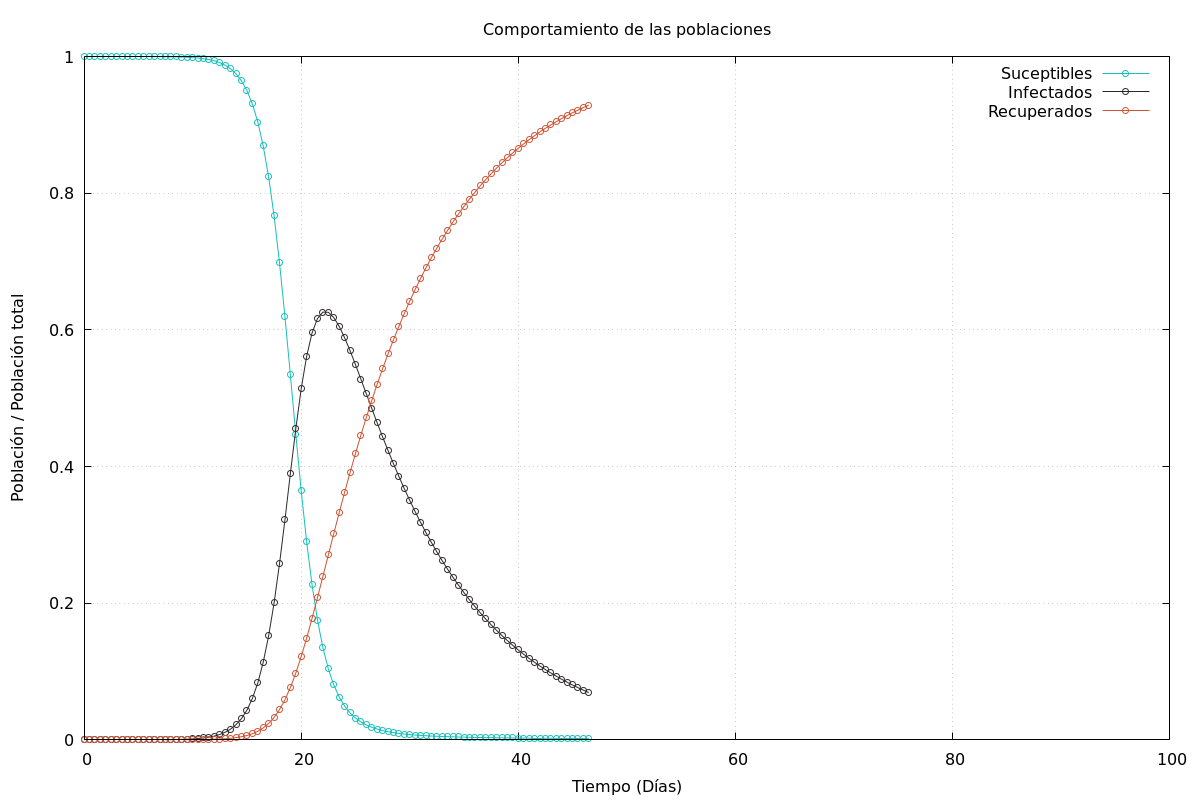 Comportamiento de las poblaciones
Suceptibles
Infectados
Recuperados
Población / Población total
1
0.8
0.6
0.4
0.2
0
0 20 40 60 80 100
Tiempo (Días)